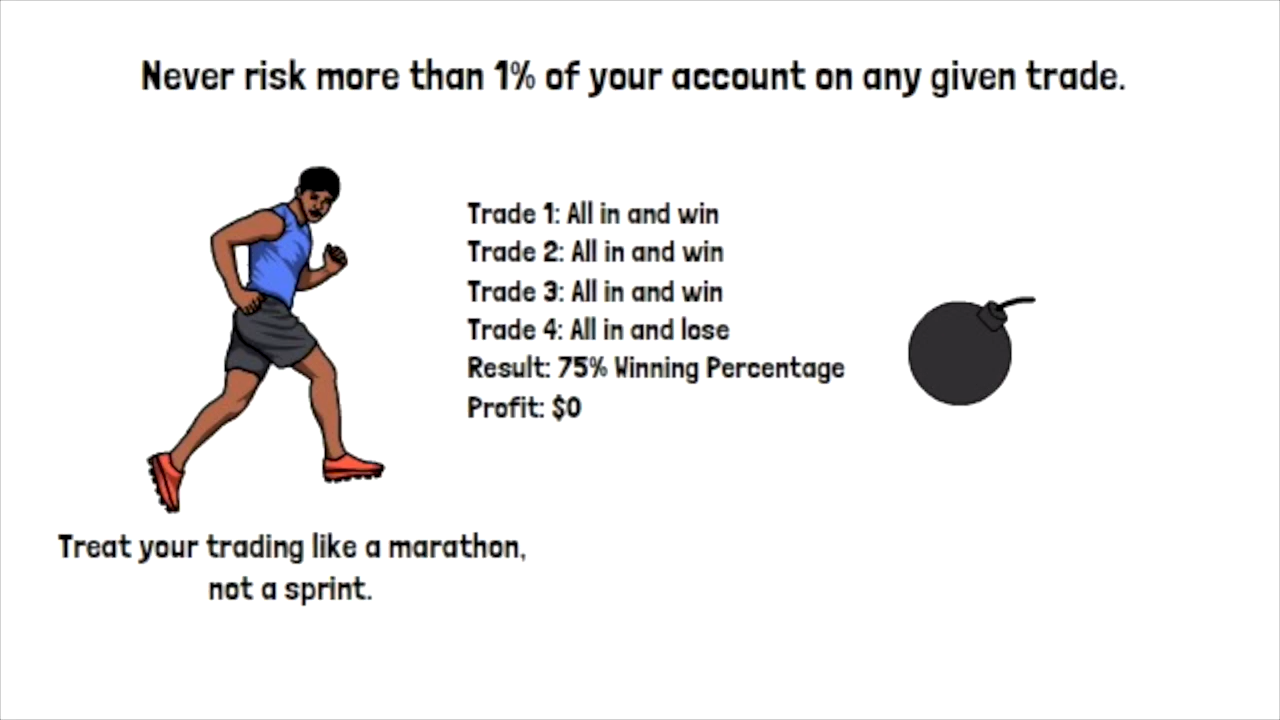 Never risk more than 1% of your account on any given trade.
Trade 1: All in and win
Trade 2: All in and win
Trade 3: All in and win
Trade 4: All in and lose
Result: 75% Winning Percentage
Profit: $0
Treat your trading like a marathon,
not a sprint.